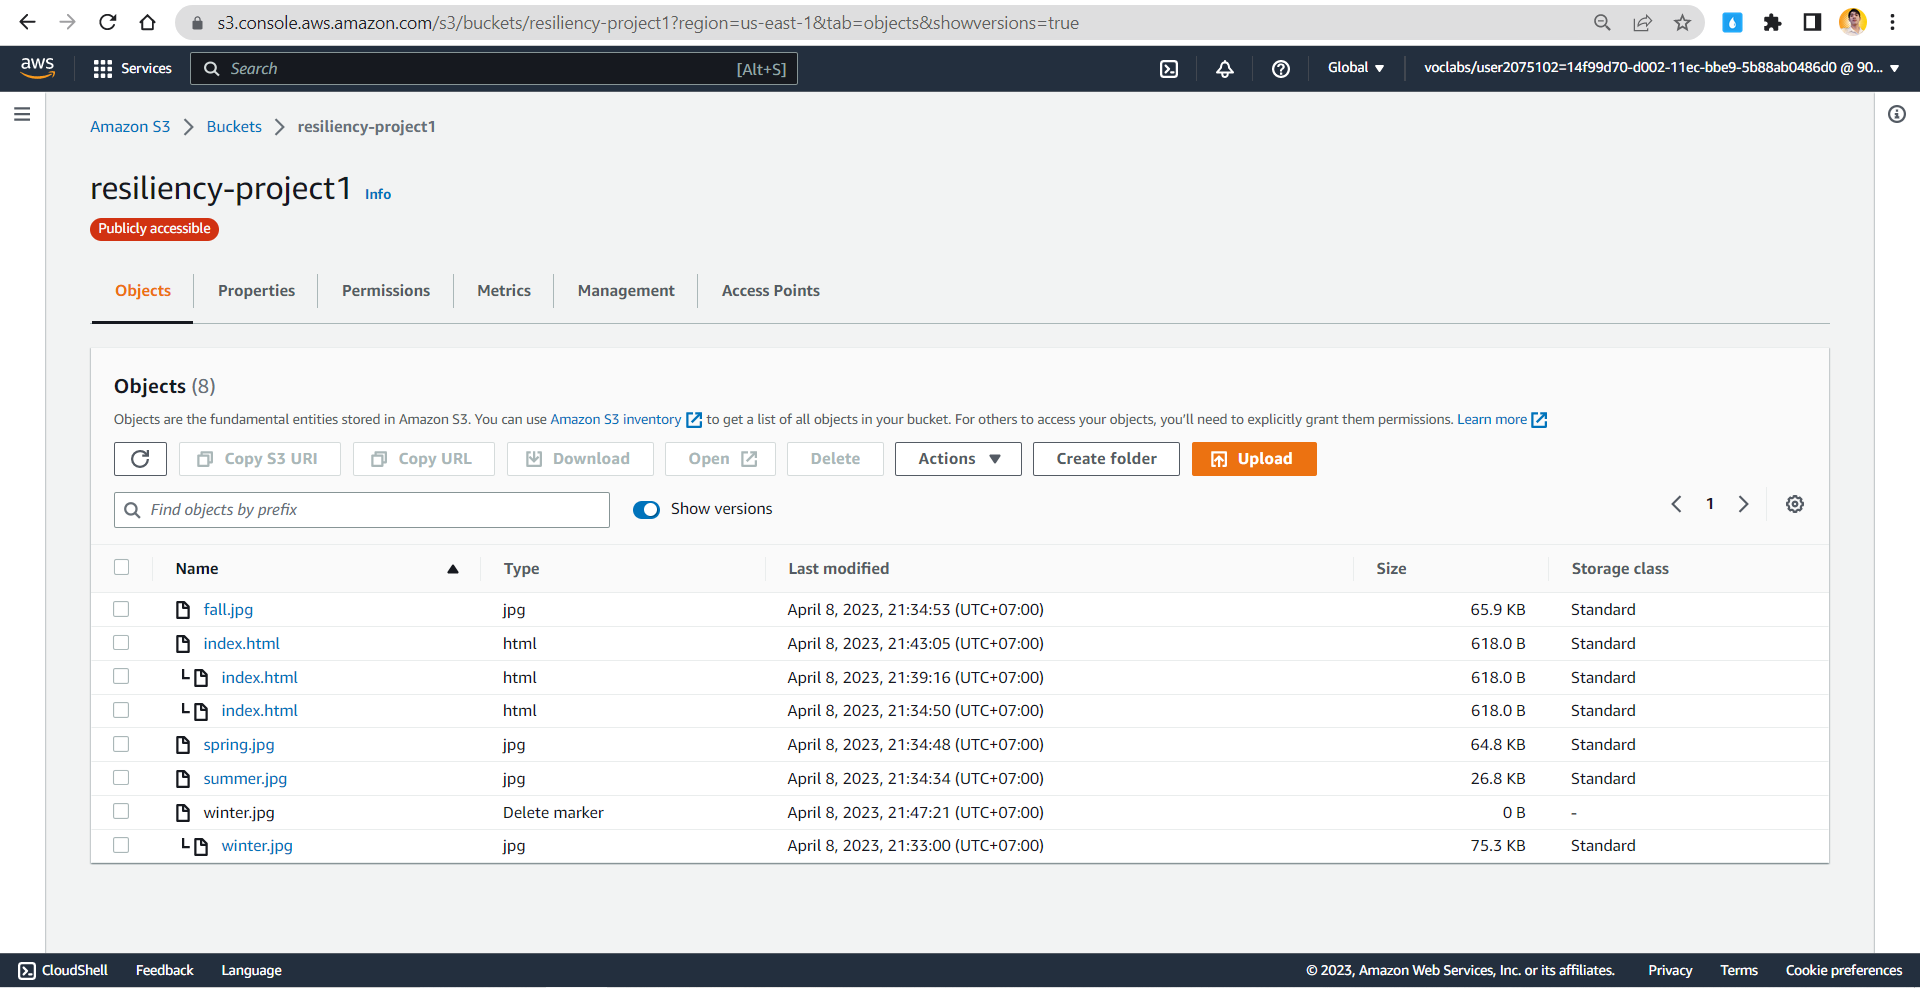 s3.console.aws.amazon.com/s3/buckets/resiliency-project1?region=us-east-1&tab=objects&showversions=true
aws Services Search [Alt+S] Global voclabs/user2075102=14f99d70-d002-11ec-bbe9-5b88ab0486d0 @ 90...
Amazon S3 Buckets resiliency-project1
resiliency-project1 Info
Publicly accessible
Objects Properties Permissions Metrics Management Access Points
Objects (8)
Objects are the fundamental entities stored in Amazon S3. You can use Amazon S3 inventory to get a list of all objects in your bucket. For others to access your objects, you'll need to explicitly grant them permissions. Learn more
Copy S3 URI Copy URL Download Open Delete Actions Create folder Upload
Find objects by prefix Show versions 1
Name Type Last modified Size Storage class
fall.jpg jpg April 8, 2023, 21:34:53 (UTC+07:00) 65.9 KB Standard
index.html html April 8, 2023, 21:43:05 (UTC+07:00) 618.0 B Standard
index.html html April 8, 2023, 21:39:16 (UTC+07:00) 618.0 B Standard
index.html html April 8, 2023, 21:34:50 (UTC+07:00) 618.0 B Standard
spring.jpg jpg April 8, 2023, 21:34:48 (UTC+07:00) 64.8 KB Standard
summer.jpg jpg April 8, 2023, 21:34:34 (UTC+07:00) 26.8 KB Standard
winter.jpg Delete marker April 8, 2023, 21:47:21 (UTC+07:00) 0 B -
winter.jpg jpg April 8, 2023, 21:33:00 (UTC+07:00) 75.3 KB Standard
CloudShell Feedback Language © 2023, Amazon Web Services, Inc. or its affiliates. Privacy Terms Cookie preferences